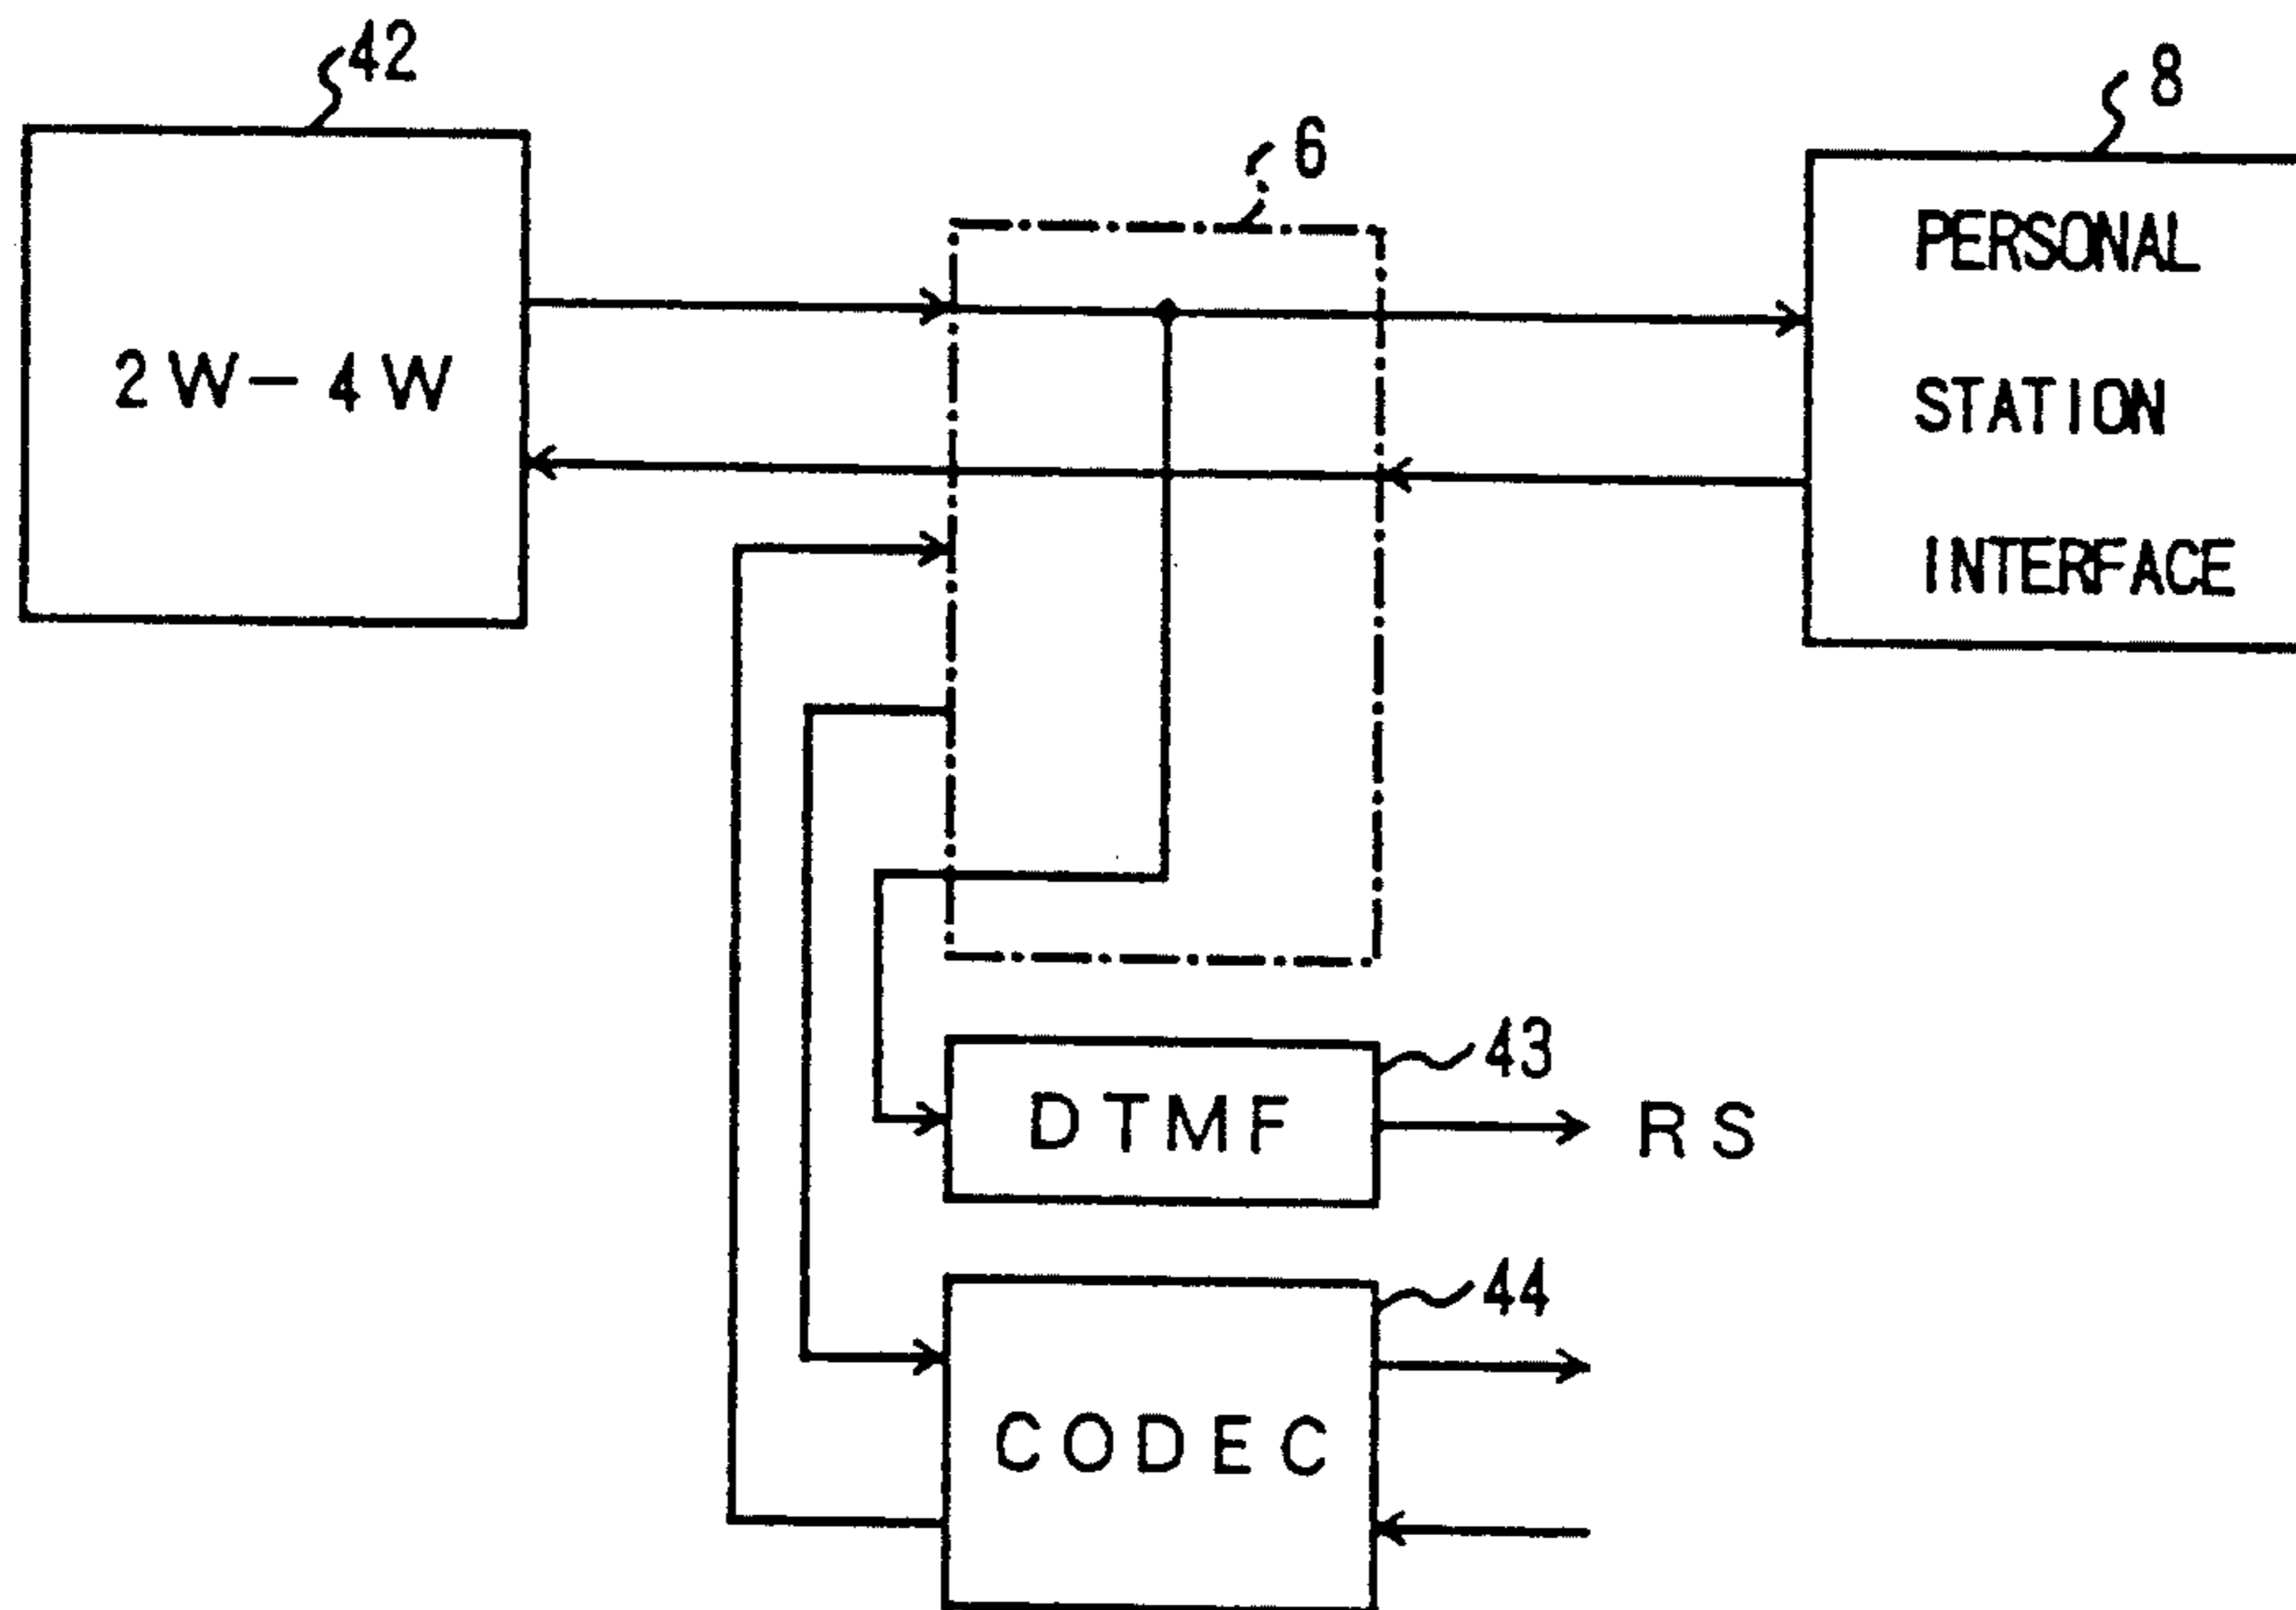 42
8
6
PERSONAL
2W-4W
STATION
INTERFACE
43
DTMF
RS
44
CODEC